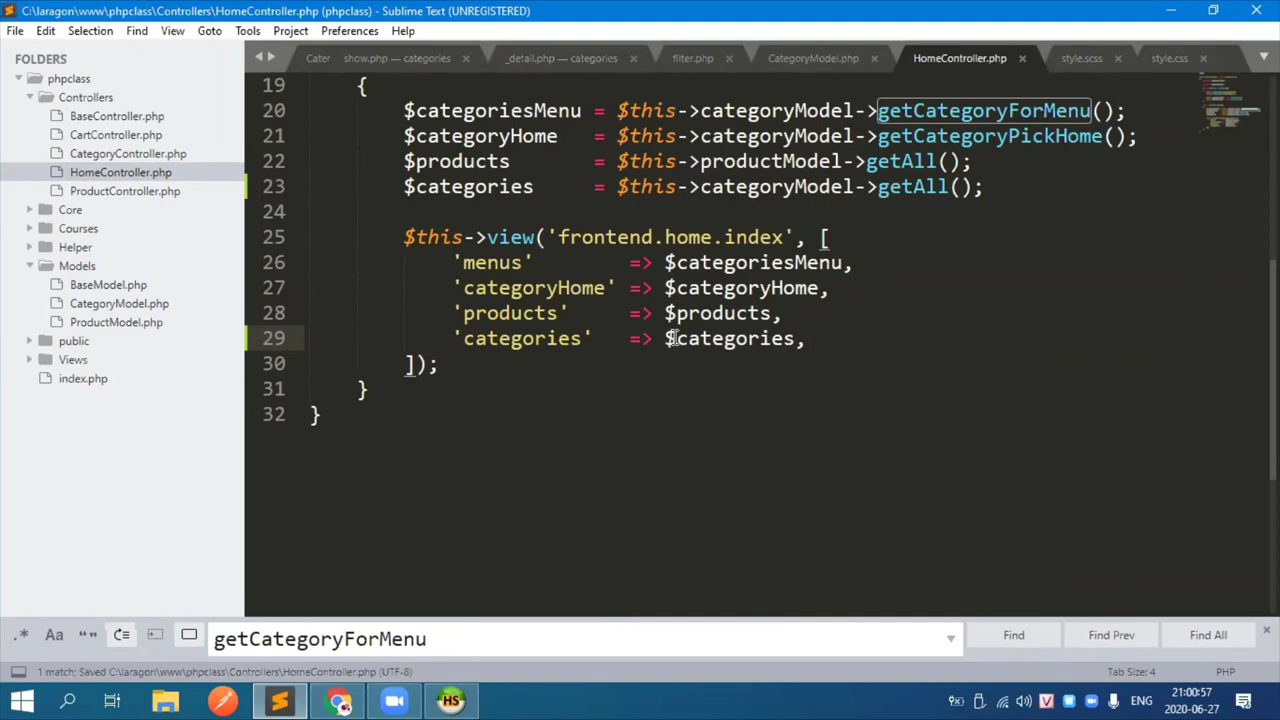 C:\laragon\www\phpclass\Controllers\HomeController.php (phpclass) - Sublime Text (UNREGISTERED)
File Edit Selection Find View Goto Tools Project Preferences Help
FOLDERS
phpclass
Controllers
BaseController.php
CartController.php
CategoryController.php
HomeController.php
ProductController.php
Core
Courses
Helper
Models
BaseModel.php
CategoryModel.php
ProductModel.php
public
Views
index.php
Cater show.php — categories _detail.php — categories filter.php CategoryModel.php HomeController.php style.scss style.css
19 {
20 $categoriesMenu = $this->categoryModel->getCategoryForMenu();
21 $categoryHome = $this->categoryModel->getCategoryPickHome();
22 $products = $this->productModel->getAll();
23 $categories = $this->categoryModel->getAll();
24
25 $this->view('frontend.home.index', [
26 'menus' => $categoriesMenu,
27 'categoryHome' => $categoryHome,
28 'products' => $products,
29 'categories' => $categories,
30 ]);
31 }
32 }
.* Aa “” getCategoryForMenu Find Find Prev Find All
1 match; Saved C:\laragon\www\phpclass\Controllers\HomeController.php (UTF-8) Tab Size: 4 PHP
HS V ENG 21:00:57
2020-06-27